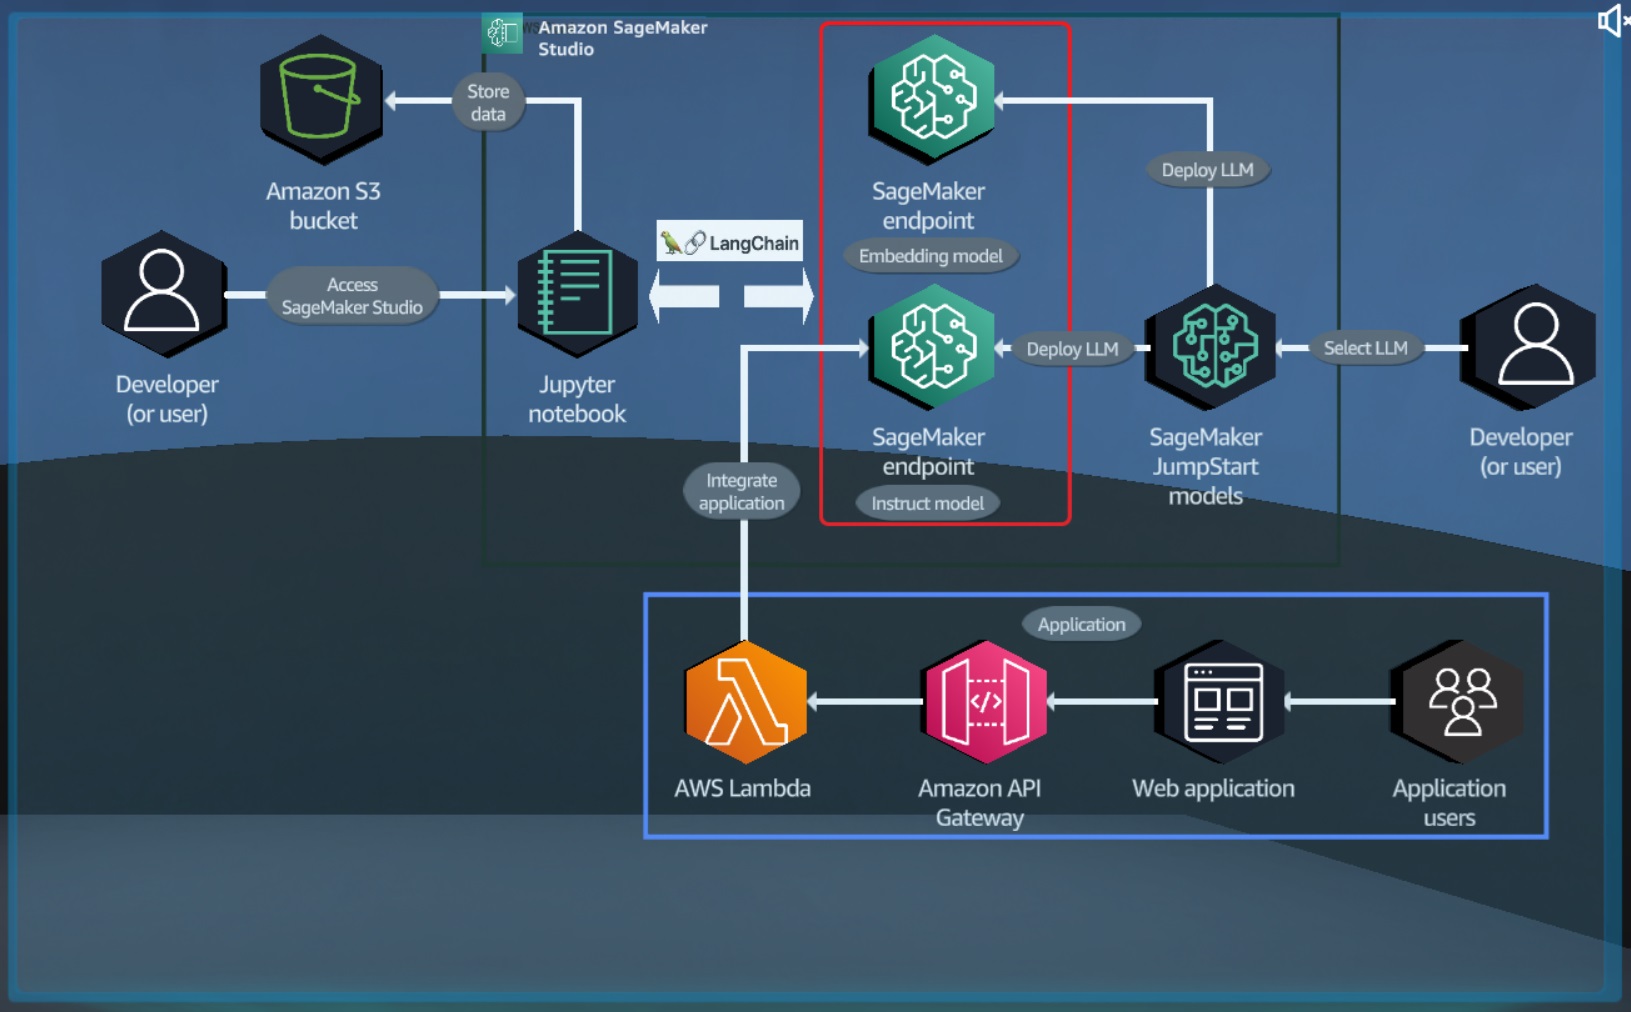 Amazon SageMaker
Studio
Store
data
Amazon S3
bucket
Deploy LLM
SageMaker
endpoint
Embedding model
LangChain
Access
SageMaker Studio
Developer
(or user)
Jupyter
notebook
Deploy LLM
Select LLM
SageMaker
endpoint
Instruct model
SageMaker
JumpStart
models
Developer
(or user)
Integrate
application
Application
AWS Lambda
Amazon API
Gateway
Web application
Application
users